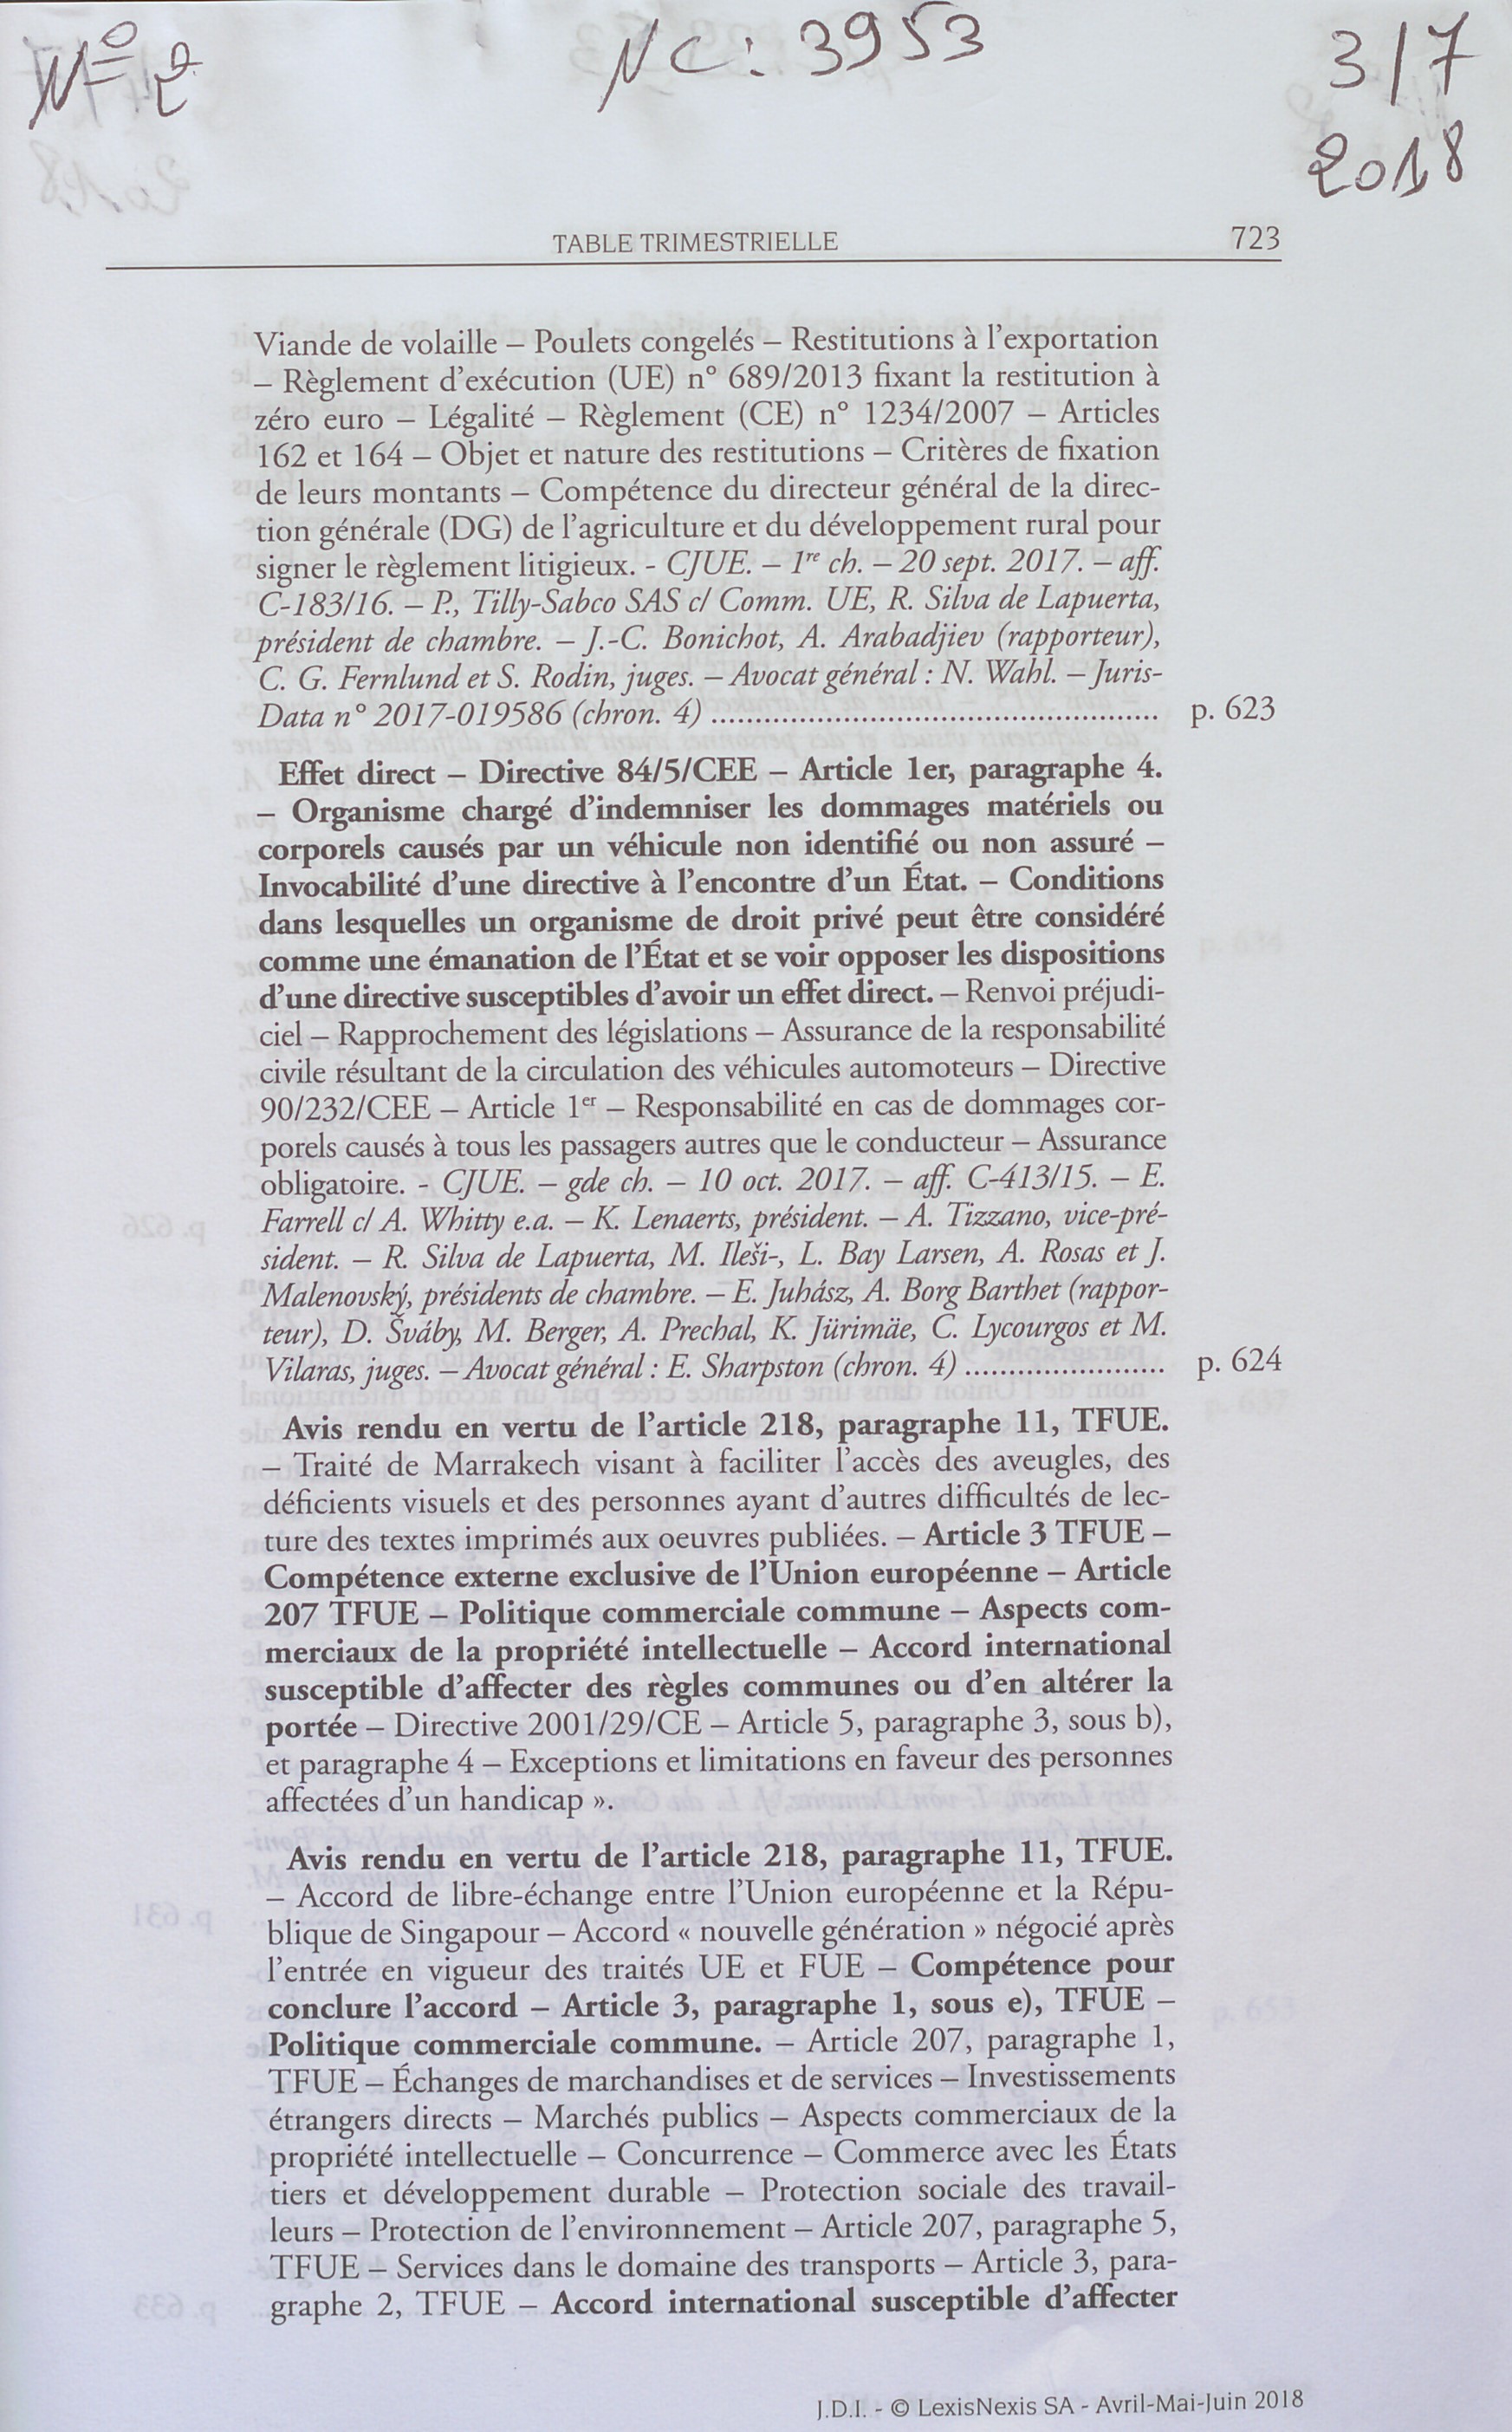 N° 2
NC: 3953
3/7
2018
TABLE TRIMESTRIELLE 723
Viande de volaille – Poulets congelés – Restitutions à l'exportation
– Règlement d'exécution (UE) n° 689/2013 fixant la restitution à
zéro euro – Légalité – Règlement (CE) n° 1234/2007 – Articles
162 et 164 – Objet et nature des restitutions – Critères de fixation
de leurs montants – Compétence du directeur général de la direc-
tion générale (DG) de l'agriculture et du développement rural pour
signer le règlement litigieux. - CJUE. – 1re ch. – 20 sept. 2017. – aff.
C-183/16. – P., Tilly-Sabco SAS c/ Comm. UE, R. Silva de Lapuerta,
président de chambre. – J.-C. Bonichot, A. Arabadjiev (rapporteur),
C. G. Fernlund et S. Rodin, juges. – Avocat général : N. Wahl. – Juris-
Data n° 2017-019586 (chron. 4) .................................................. p. 623
Effet direct – Directive 84/5/CEE – Article 1er, paragraphe 4.
– Organisme chargé d'indemniser les dommages matériels ou
corporels causés par un véhicule non identifié ou non assuré –
Invocabilité d'une directive à l'encontre d'un État. – Conditions
dans lesquelles un organisme de droit privé peut être considéré
comme une émanation de l'État et se voir opposer les dispositions
d'une directive susceptibles d'avoir un effet direct. – Renvoi préjudi-
ciel – Rapprochement des législations – Assurance de la responsabilité
civile résultant de la circulation des véhicules automoteurs – Directive
90/232/CEE – Article 1er – Responsabilité en cas de dommages cor-
porels causés à tous les passagers autres que le conducteur – Assurance
obligatoire. - CJUE. – gde ch. – 10 oct. 2017. – aff. C-413/15. – E.
Farrell c/ A. Whitty e.a. – K. Lenaerts, président. – A. Tizzano, vice-pré-
sident. – R. Silva de Lapuerta, M. Ileši-, L. Bay Larsen, A. Rosas et J.
Malenovský, présidents de chambre. – E. Juhász, A. Borg Barthet (rappor-
teur), D. Šváby, M. Berger, A. Prechal, K. Jürimäe, C. Lycourgos et M.
Vilaras, juges. – Avocat général : E. Sharpston (chron. 4) ....................... p. 624
Avis rendu en vertu de l'article 218, paragraphe 11, TFUE.
– Traité de Marrakech visant à faciliter l'accès des aveugles, des
déficients visuels et des personnes ayant d'autres difficultés de lec-
ture des textes imprimés aux oeuvres publiées. – Article 3 TFUE –
Compétence externe exclusive de l'Union européenne – Article
207 TFUE – Politique commerciale commune – Aspects com-
merciaux de la propriété intellectuelle – Accord international
susceptible d'affecter des règles communes ou d'en altérer la
portée – Directive 2001/29/CE – Article 5, paragraphe 3, sous b),
et paragraphe 4 – Exceptions et limitations en faveur des personnes
affectées d'un handicap ».
Avis rendu en vertu de l'article 218, paragraphe 11, TFUE.
– Accord de libre-échange entre l'Union européenne et la Répu-
blique de Singapour – Accord « nouvelle génération » négocié après
l'entrée en vigueur des traités UE et FUE – Compétence pour
conclure l'accord – Article 3, paragraphe 1, sous e), TFUE –
Politique commerciale commune. – Article 207, paragraphe 1,
TFUE – Échanges de marchandises et de services – Investissements
étrangers directs – Marchés publics – Aspects commerciaux de la
propriété intellectuelle – Concurrence – Commerce avec les États
tiers et développement durable – Protection sociale des travail-
leurs – Protection de l'environnement – Article 207, paragraphe 5,
TFUE – Services dans le domaine des transports – Article 3, para-
graphe 2, TFUE – Accord international susceptible d'affecter
J.D.I. - © LexisNexis SA - Avril-Mai-Juin 2018